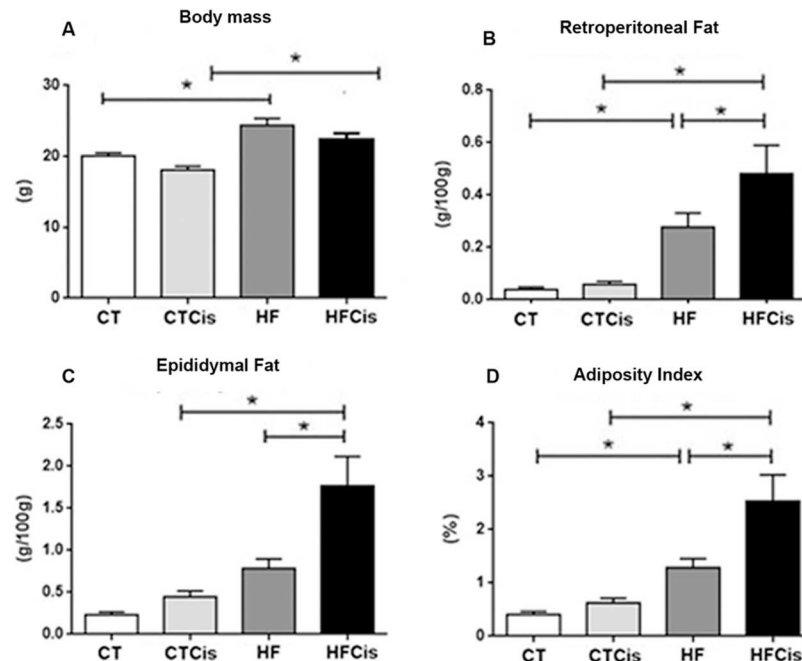 A
Body mass
(g)
30
20
10
0
CT CTCis HF HFCis
B
Retroperitoneal Fat
(g/100g)
0.8
0.6
0.4
0.2
0.0
CT CTCis HF HFCis
C
Epididymal Fat
(g/100g)
2.5
2.0
1.5
1.0
0.5
0.0
CT CTCis HF HFCis
D
Adiposity Index
(%)
4
3
2
1
0
CT CTCis HF HFCis